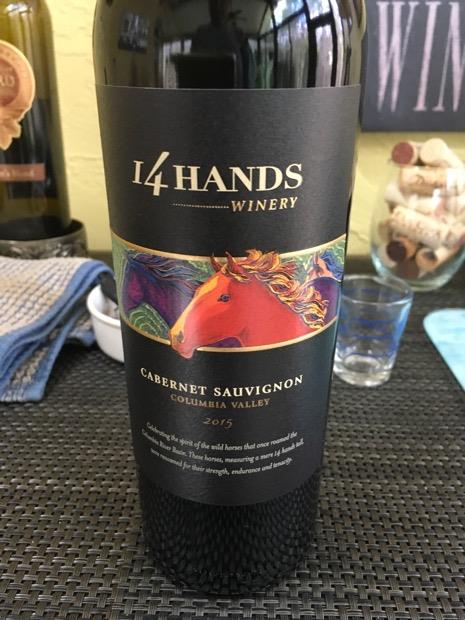 14 HANDS
WINERY
CABERNET SAUVIGNON
COLUMBIA VALLEY
2015
Celebrating the spirit of the wild horses that once roamed the
Columbia River Basin. These horses, measuring a mere 14 hands tall,
were renowned for their strength, endurance and tenacity.
WIN